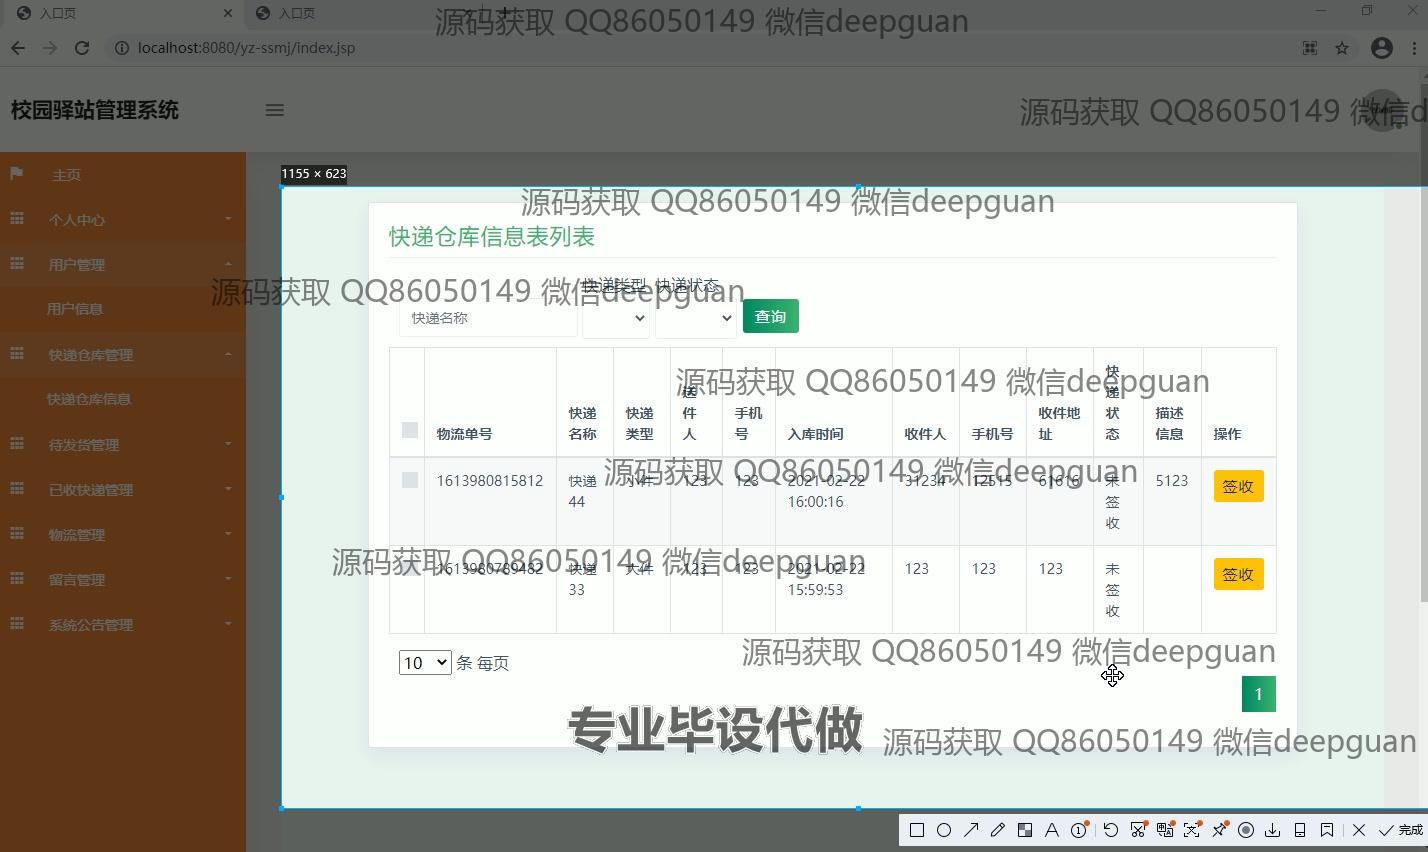 入口页
入口页
源码获取 QQ86050149 微信deepguan
localhost:8080/yz-ssmj/index.jsp
校园驿站管理系统
源码获取 QQ86050149 微信d
主页
个人中心
用户管理
用户信息
快递仓库管理
快递仓库信息
待发货管理
已收快递管理
物流管理
留言管理
系统公告管理
1155 × 623
源码获取 QQ86050149 微信deepguan
快递仓库信息表列表
快递类型 快递状态
源码获取 QQ86050149 微信deepguan
快递名称 查询
源码获取 QQ86050149 微信deepguan
物流单号 快递名称 快递类型 送件人 手机号 入库时间 收件人 手机号 收件地址 快递状态 描述信息 操作
源码获取 QQ86050149 微信deepguan
1613980815812 快递44 小件 123 123 2021-02-22 16:00:16 31234 12515 61616 未签收 5123 签收
源码获取 QQ86050149 微信deepguan
1613980789482 快递33 大件 123 123 2021-02-22 15:59:53 123 123 123 未签收 签收
10 条 每页
源码获取 QQ86050149 微信deepguan
1
专业毕设代做
源码获取 QQ86050149 微信deepguan
完成